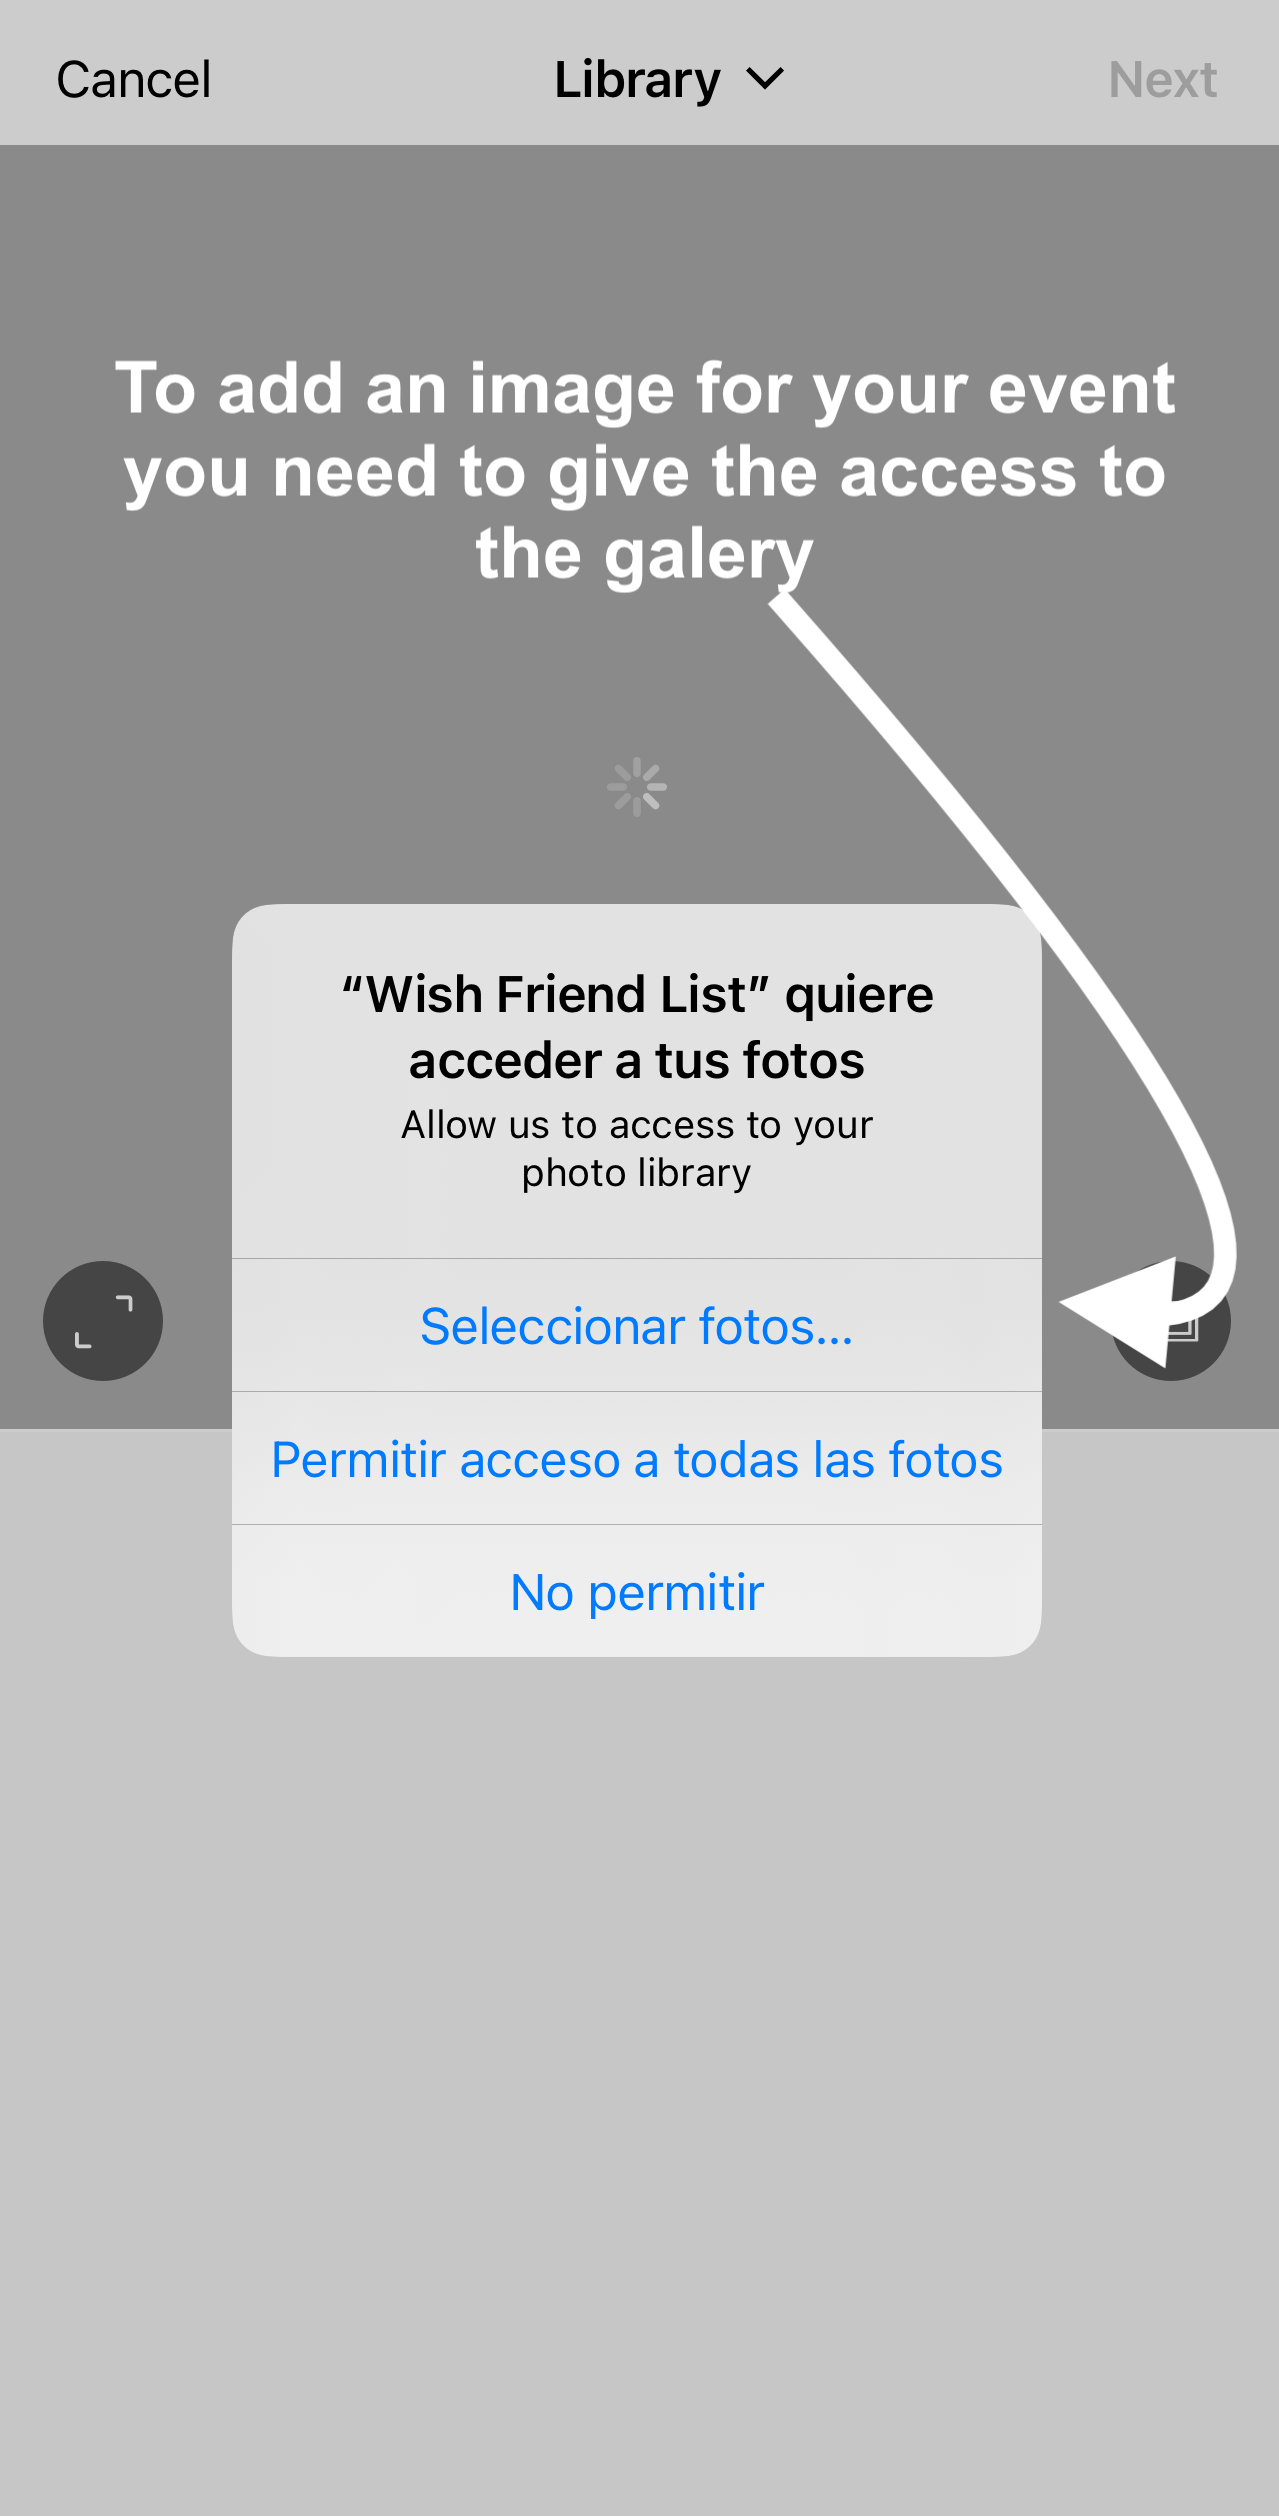 Cancel
Library
Next
To add an image for your event
you need to give the access to
the galery
“Wish Friend List” quiere
acceder a tus fotos
Allow us to access to your
photo library
Seleccionar fotos...
Permitir acceso a todas las fotos
No permitir